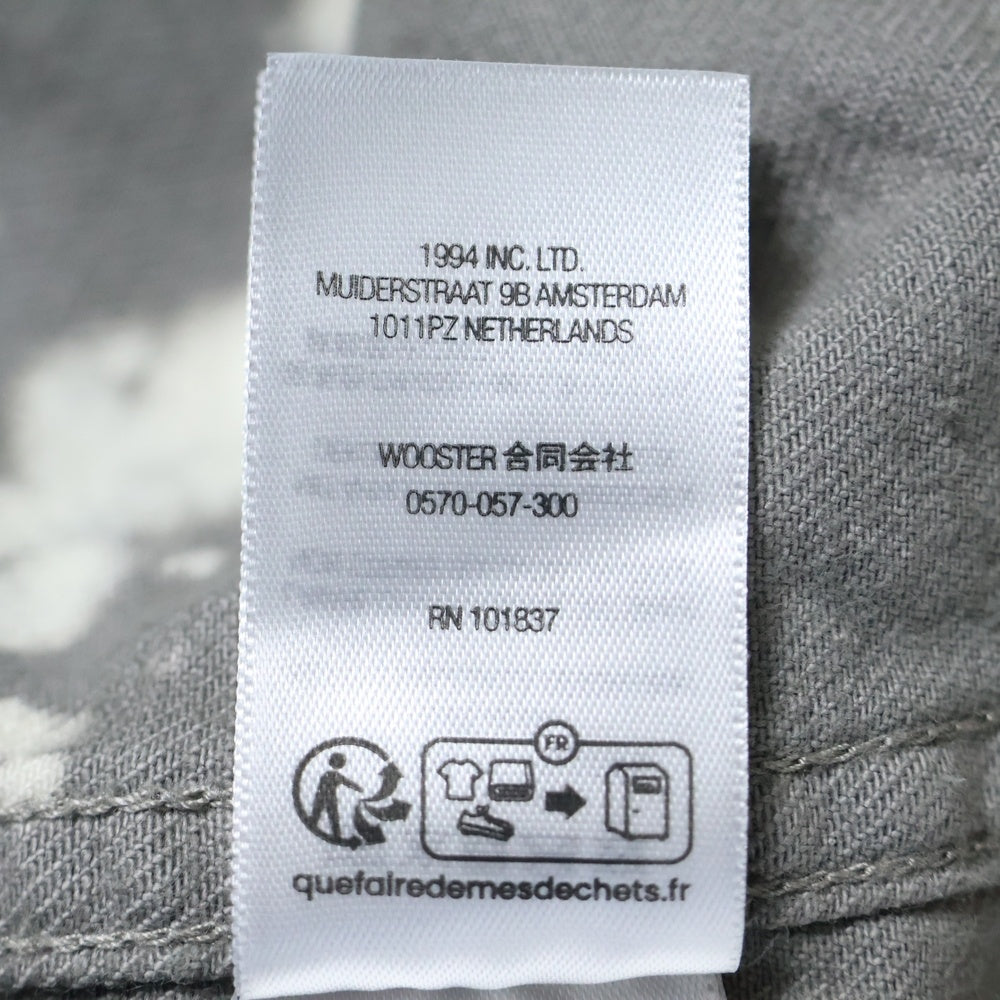 1994 INC. LTD.
MUIDERSTRAAT 9B AMSTERDAM
1011PZ NETHERLANDS
WOOSTER 合同会社
0570-057-300
RN 101837
FR
quefairedemesdechets.fr